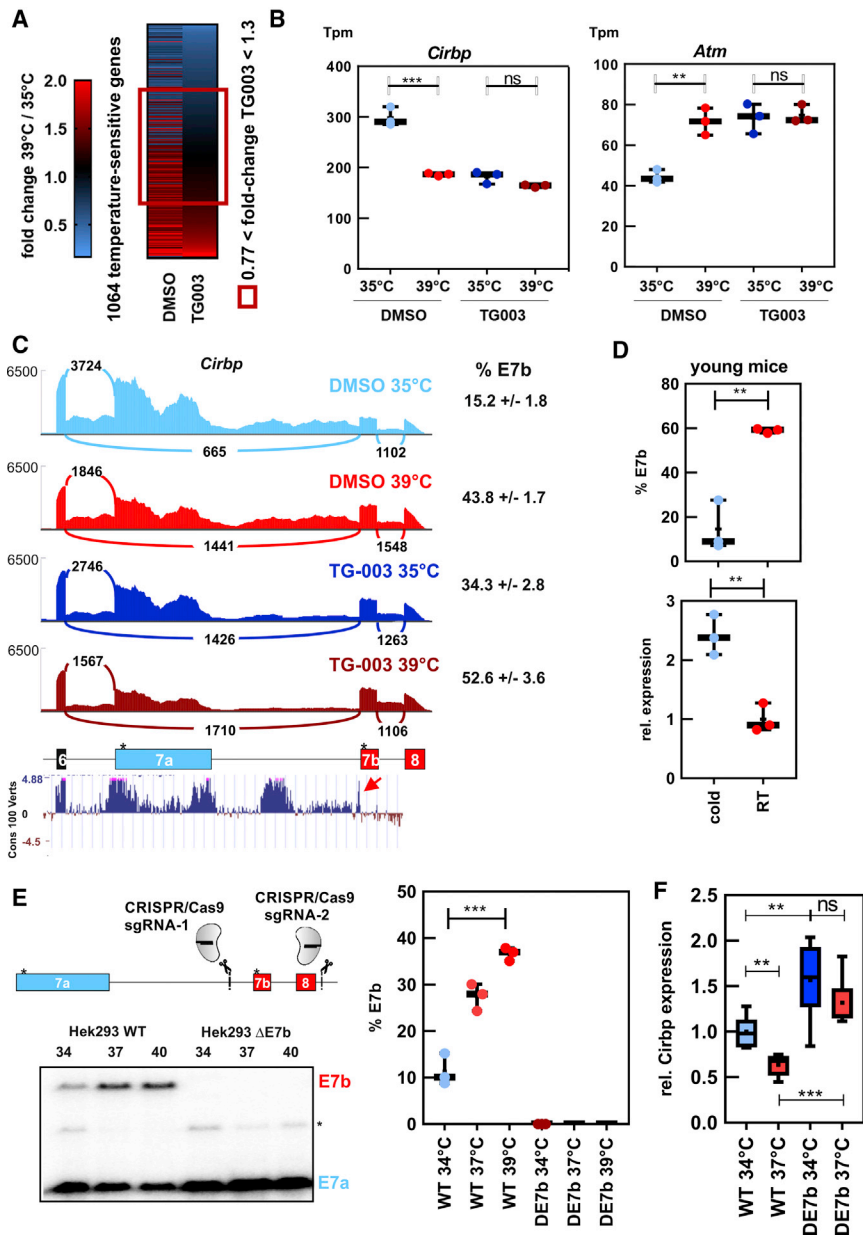 A
fold change 39°C / 35°C
2.0
1.5
1.0
0.5
1064 temperature-sensitive genes
DMSO
TG003
0.77 < fold-change TG003 < 1.3
B
Tpm
Cirbp
***
ns
400
300
200
100
0
35°C
39°C
35°C
39°C
DMSO
TG003
Tpm
Atm
**
ns
100
80
60
40
20
0
35°C
39°C
35°C
39°C
DMSO
TG003
C
Cirbp
% E7b
6500
3724
DMSO 35°C
15.2 +/- 1.8
665
1102
6500
1846
DMSO 39°C
43.8 +/- 1.7
1441
1548
6500
2746
TG-003 35°C
34.3 +/- 2.8
1426
1263
6500
1567
TG-003 39°C
52.6 +/- 3.6
1710
1106
* *
6 7a 7b 8
Cons 100 Verts
4.88
0
-4.5
D
young mice
% E7b
80
60
40
20
10
0
**
rel. expression
3
2
1
0
**
cold
RT
E
CRISPR/Cas9
sgRNA-1
CRISPR/Cas9
sgRNA-2
* *
7a 7b 8
Hek293 WT Hek293 ΔE7b
34 37 40 34 37 40
E7b
*
E7a
% E7b
50
40
30
20
10
0
***
WT 34°C
WT 37°C
WT 39°C
DE7b 34°C
DE7b 37°C
DE7b 39°C
F
rel. Cirbp expression
2.5
2.0
1.5
1.0
0.5
0.0
** ns
**
***
WT 34°C
WT 37°C
DE7b 34°C
DE7b 37°C